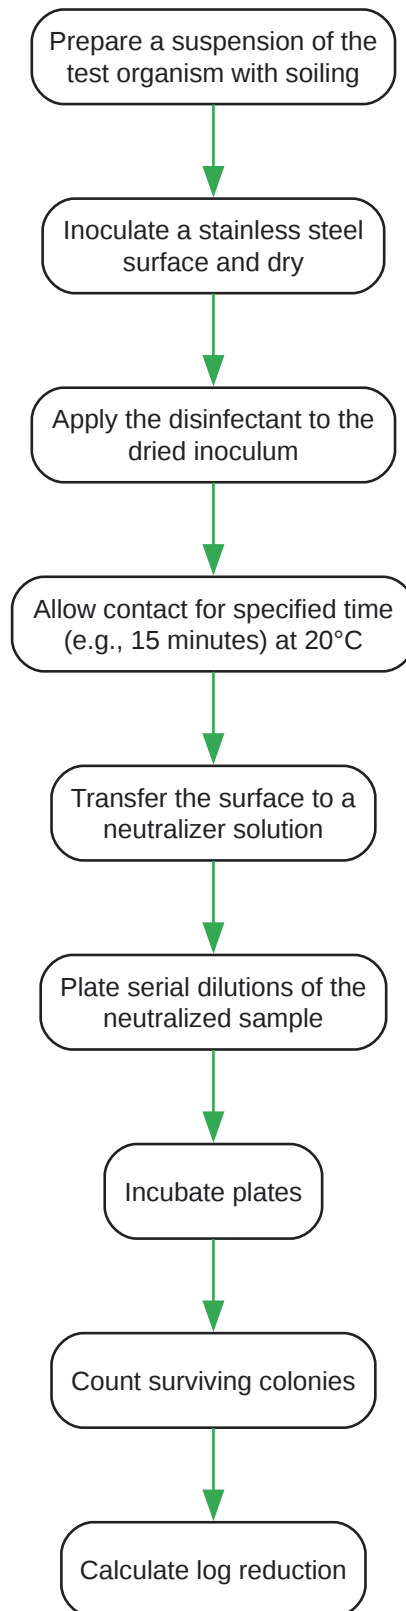 Prepare a suspension of the
test organism with soiling
Inoculate a stainless steel
surface and dry
Apply the disinfectant to the
dried inoculum
Allow contact for specified time
(e.g., 15 minutes) at 20°C
Transfer the surface to a
neutralizer solution
Plate serial dilutions of the
neutralized sample
Incubate plates
Count surviving colonies
Calculate log reduction